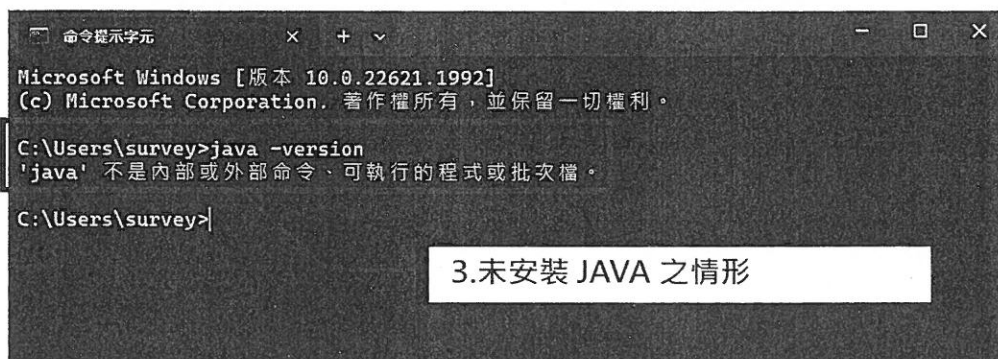 命令提示字元
Microsoft Windows [版本 10.0.22621.1992]
(c) Microsoft Corporation. 著作權所有，並保留一切權利。
C:\Users\survey>java -version
'java' 不是內部或外部命令、可執行的程式或批次檔。
C:\Users\survey>
3.未安裝 JAVA 之情形